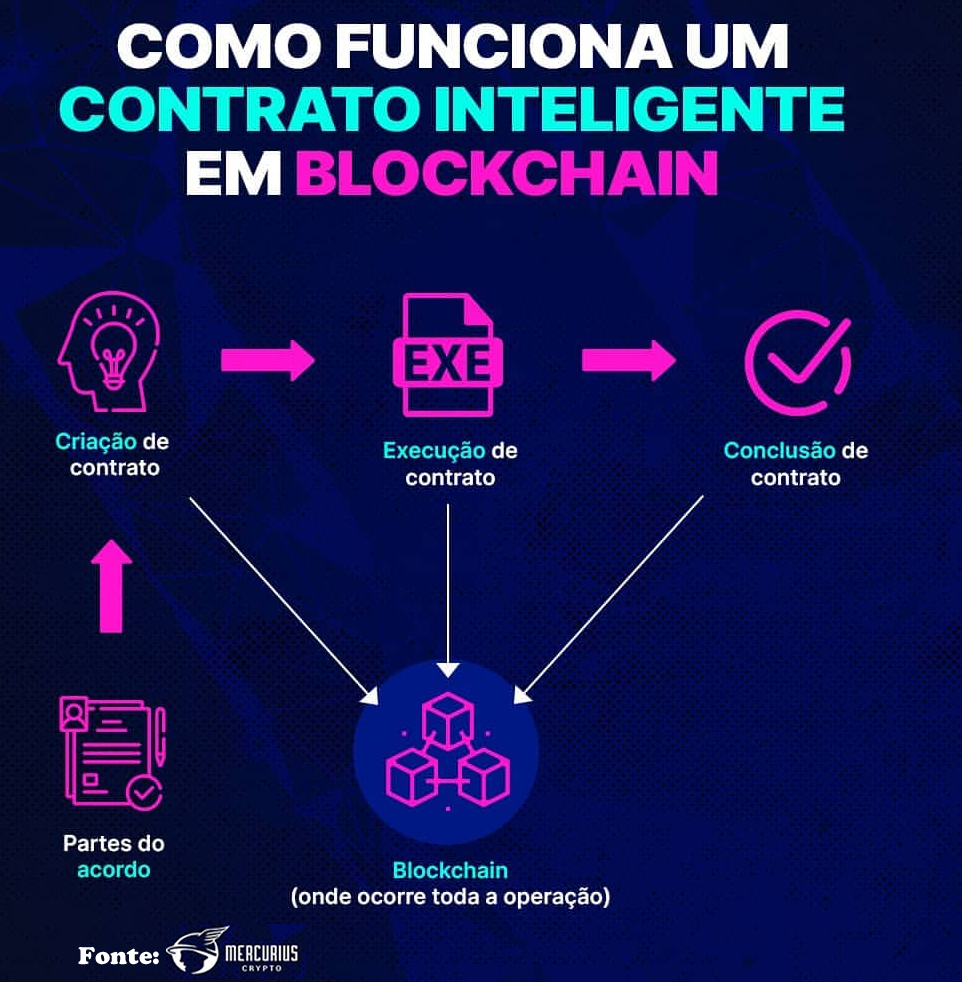 COMO FUNCIONA UM
CONTRATO INTELIGENTE
EM BLOCKCHAIN
EXE
Criação de
contrato
Execução de
contrato
Conclusão de
contrato
Partes do
acordo
Blockchain
(onde ocorre toda a operação)
Fonte: MERCURIUS
CRYPTO